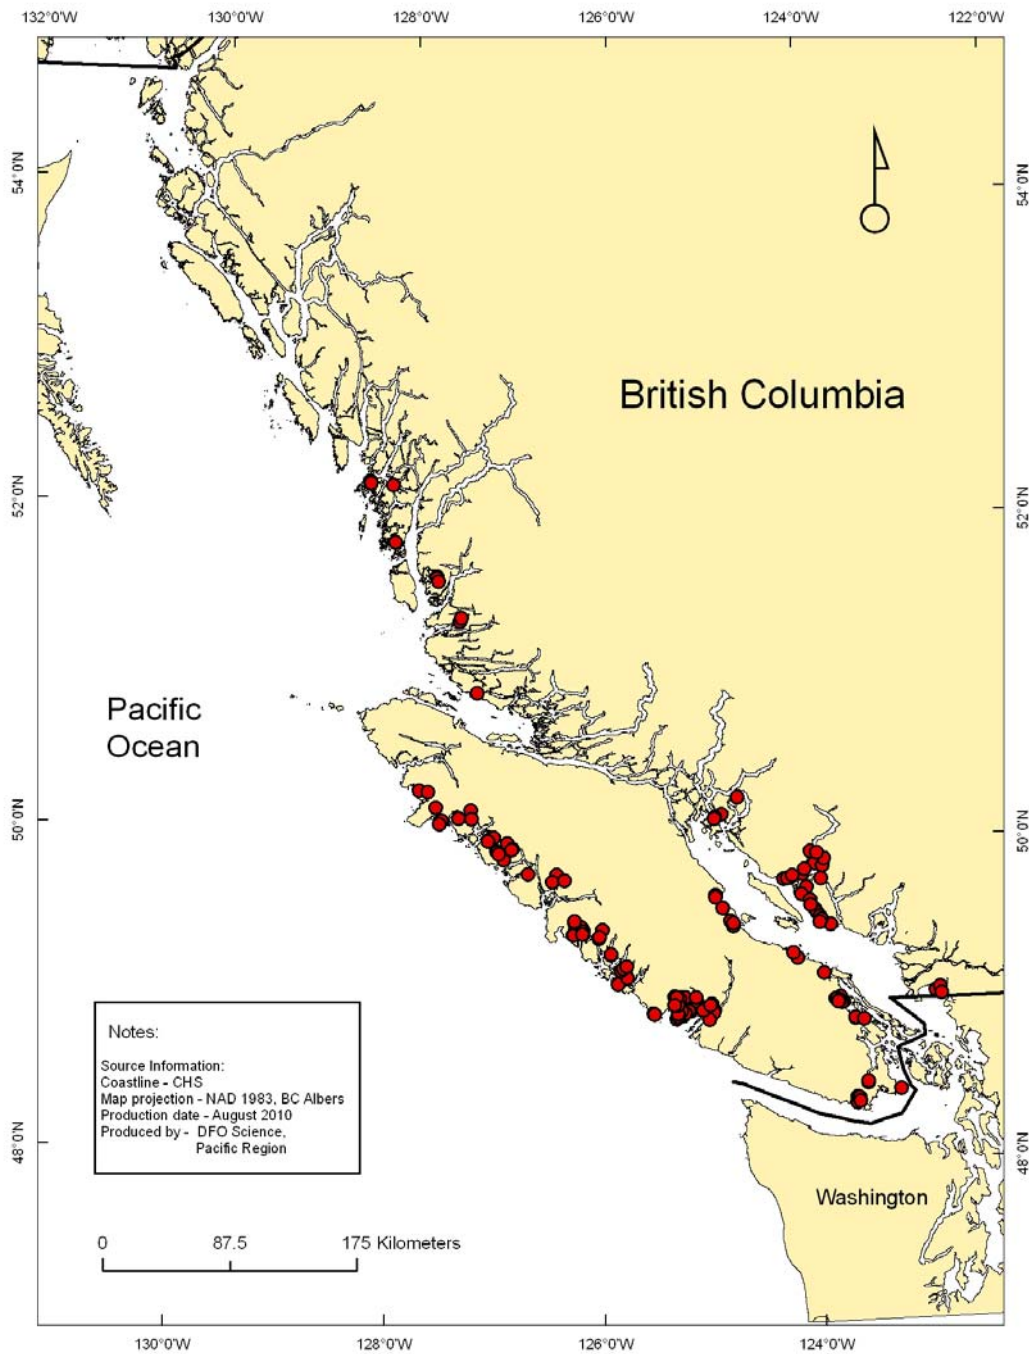 132°0'W 130°0'W 128°0'W 126°0'W 124°0'W 122°0'W
54°0'N
54°0'N
British Columbia
52°0'N
52°0'N
Pacific
Ocean
50°0'N
50°0'N
Notes:
Source Information:
Coastline - CHS
Map projection - NAD 1983, BC Albers
Production date - August 2010
Produced by - DFO Science,
Pacific Region
48°0'N
48°0'N
Washington
0 87.5 175 Kilometers
130°0'W 128°0'W 126°0'W 124°0'W